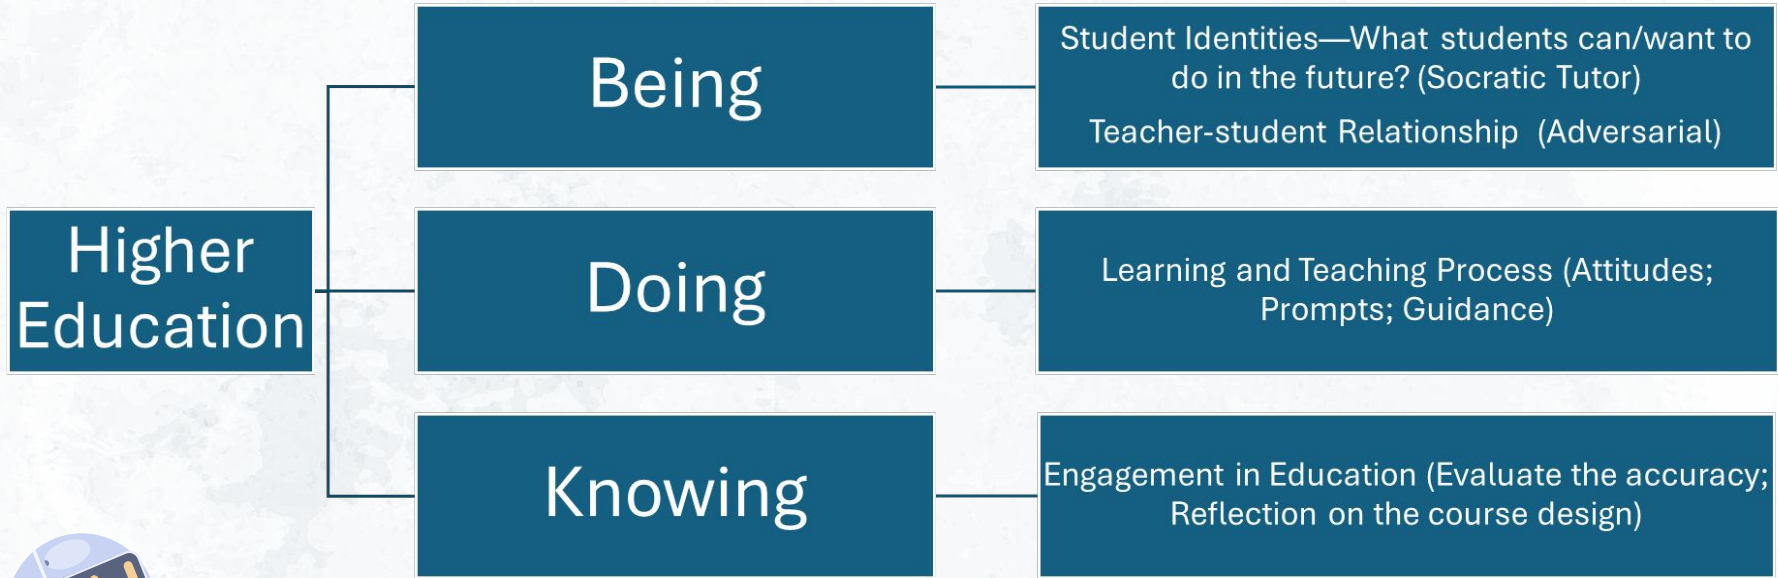 Higher
Education
Being
Student Identities—What students can/want to
do in the future? (Socratic Tutor)
Teacher-student Relationship (Adversarial)
Doing
Learning and Teaching Process (Attitudes;
Prompts; Guidance)
Knowing
Engagement in Education (Evaluate the accuracy;
Reflection on the course design)